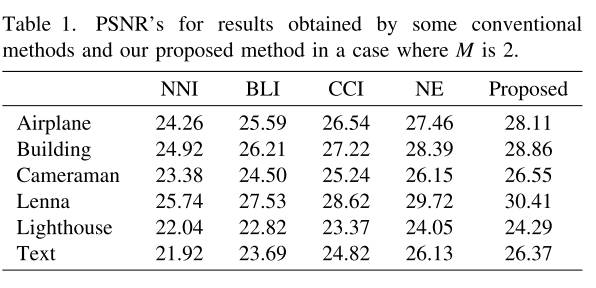 Table 1. PSNR's for results obtained by some conventional
methods and our proposed method in a case where M is 2.
NNI BLI CCI NE Proposed
Airplane 24.26 25.59 26.54 27.46 28.11
Building 24.92 26.21 27.22 28.39 28.86
Cameraman 23.38 24.50 25.24 26.15 26.55
Lenna 25.74 27.53 28.62 29.72 30.41
Lighthouse 22.04 22.82 23.37 24.05 24.29
Text 21.92 23.69 24.82 26.13 26.37